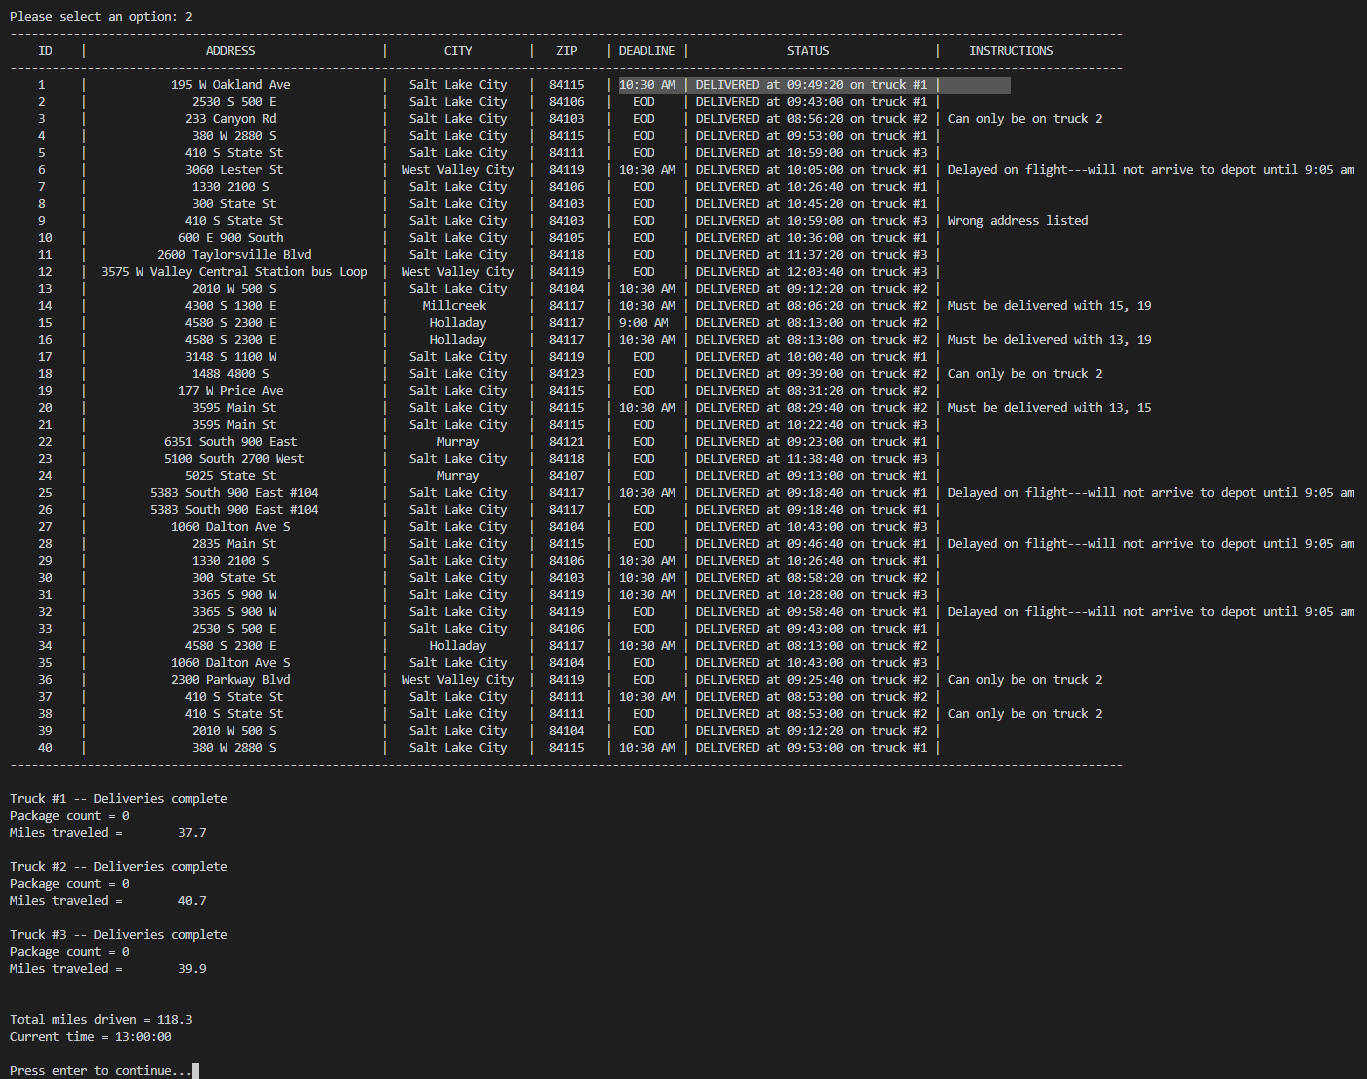 Please select an option: 2
---------------------------------------------------------------------------------------------------------------------------------------------------------------
ID | ADDRESS | CITY | ZIP | DEADLINE | STATUS | INSTRUCTIONS
---------------------------------------------------------------------------------------------------------------------------------------------------------------
1 | 195 W Oakland Ave | Salt Lake City | 84115 | 10:30 AM | DELIVERED at 09:49:20 on truck #1 |
2 | 2530 S 500 E | Salt Lake City | 84106 | EOD | DELIVERED at 09:43:00 on truck #1 |
3 | 233 Canyon Rd | Salt Lake City | 84103 | EOD | DELIVERED at 08:56:20 on truck #2 | Can only be on truck 2
4 | 380 W 2880 S | Salt Lake City | 84115 | EOD | DELIVERED at 09:53:00 on truck #1 |
5 | 410 S State St | Salt Lake City | 84111 | EOD | DELIVERED at 10:59:00 on truck #3 |
6 | 3060 Lester St | West Valley City | 84119 | 10:30 AM | DELIVERED at 10:05:00 on truck #1 | Delayed on flight---will not arrive to depot until 9:05 am
7 | 1330 2100 S | Salt Lake City | 84106 | EOD | DELIVERED at 10:26:40 on truck #1 |
8 | 300 State St | Salt Lake City | 84103 | EOD | DELIVERED at 10:45:20 on truck #1 |
9 | 410 S State St | Salt Lake City | 84103 | EOD | DELIVERED at 10:59:00 on truck #3 | Wrong address listed
10 | 600 E 900 South | Salt Lake City | 84105 | EOD | DELIVERED at 10:36:00 on truck #1 |
11 | 2600 Taylorsville Blvd | Salt Lake City | 84118 | EOD | DELIVERED at 11:37:20 on truck #3 |
12 | 3575 W Valley Central Station bus Loop | West Valley City | 84119 | EOD | DELIVERED at 12:03:40 on truck #3 |
13 | 2010 W 500 S | Salt Lake City | 84104 | 10:30 AM | DELIVERED at 09:12:20 on truck #2 |
14 | 4300 S 1300 E | Millcreek | 84117 | 10:30 AM | DELIVERED at 08:06:20 on truck #2 | Must be delivered with 15, 19
15 | 4580 S 2300 E | Holladay | 84117 | 9:00 AM | DELIVERED at 08:13:00 on truck #2 |
16 | 4580 S 2300 E | Holladay | 84117 | 10:30 AM | DELIVERED at 08:13:00 on truck #2 | Must be delivered with 13, 19
17 | 3148 S 1100 W | Salt Lake City | 84119 | EOD | DELIVERED at 10:00:40 on truck #1 |
18 | 1488 4800 S | Salt Lake City | 84123 | EOD | DELIVERED at 09:39:00 on truck #2 | Can only be on truck 2
19 | 177 W Price Ave | Salt Lake City | 84115 | EOD | DELIVERED at 08:31:20 on truck #2 |
20 | 3595 Main St | Salt Lake City | 84115 | 10:30 AM | DELIVERED at 08:29:40 on truck #2 | Must be delivered with 13, 15
21 | 3595 Main St | Salt Lake City | 84115 | EOD | DELIVERED at 10:22:40 on truck #3 |
22 | 6351 South 900 East | Murray | 84121 | EOD | DELIVERED at 09:23:00 on truck #1 |
23 | 5100 South 2700 West | Salt Lake City | 84118 | EOD | DELIVERED at 11:38:40 on truck #3 |
24 | 5025 State St | Murray | 84107 | EOD | DELIVERED at 09:13:00 on truck #1 |
25 | 5383 South 900 East #104 | Salt Lake City | 84117 | 10:30 AM | DELIVERED at 09:18:40 on truck #1 | Delayed on flight---will not arrive to depot until 9:05 am
26 | 5383 South 900 East #104 | Salt Lake City | 84117 | EOD | DELIVERED at 09:18:40 on truck #1 |
27 | 1060 Dalton Ave S | Salt Lake City | 84104 | EOD | DELIVERED at 10:43:00 on truck #3 |
28 | 2835 Main St | Salt Lake City | 84115 | EOD | DELIVERED at 09:46:40 on truck #1 | Delayed on flight---will not arrive to depot until 9:05 am
29 | 1330 2100 S | Salt Lake City | 84106 | 10:30 AM | DELIVERED at 10:26:40 on truck #1 |
30 | 300 State St | Salt Lake City | 84103 | 10:30 AM | DELIVERED at 08:58:20 on truck #2 |
31 | 3365 S 900 W | Salt Lake City | 84119 | 10:30 AM | DELIVERED at 10:28:00 on truck #3 |
32 | 3365 S 900 W | Salt Lake City | 84119 | EOD | DELIVERED at 09:58:40 on truck #1 | Delayed on flight---will not arrive to depot until 9:05 am
33 | 2530 S 500 E | Salt Lake City | 84106 | EOD | DELIVERED at 09:43:00 on truck #1 |
34 | 4580 S 2300 E | Holladay | 84117 | 10:30 AM | DELIVERED at 08:13:00 on truck #2 |
35 | 1060 Dalton Ave S | Salt Lake City | 84104 | EOD | DELIVERED at 10:43:00 on truck #3 |
36 | 2300 Parkway Blvd | West Valley City | 84119 | EOD | DELIVERED at 09:25:40 on truck #2 | Can only be on truck 2
37 | 410 S State St | Salt Lake City | 84111 | 10:30 AM | DELIVERED at 08:53:00 on truck #2 |
38 | 410 S State St | Salt Lake City | 84111 | EOD | DELIVERED at 08:53:00 on truck #2 | Can only be on truck 2
39 | 2010 W 500 S | Salt Lake City | 84104 | EOD | DELIVERED at 09:12:20 on truck #2 |
40 | 380 W 2880 S | Salt Lake City | 84115 | 10:30 AM | DELIVERED at 09:53:00 on truck #1 |
---------------------------------------------------------------------------------------------------------------------------------------------------------------
Truck #1 -- Deliveries complete
Package count = 0
Miles traveled = 37.7
Truck #2 -- Deliveries complete
Package count = 0
Miles traveled = 40.7
Truck #3 -- Deliveries complete
Package count = 0
Miles traveled = 39.9
Total miles driven = 118.3
Current time = 13:00:00
Press enter to continue...